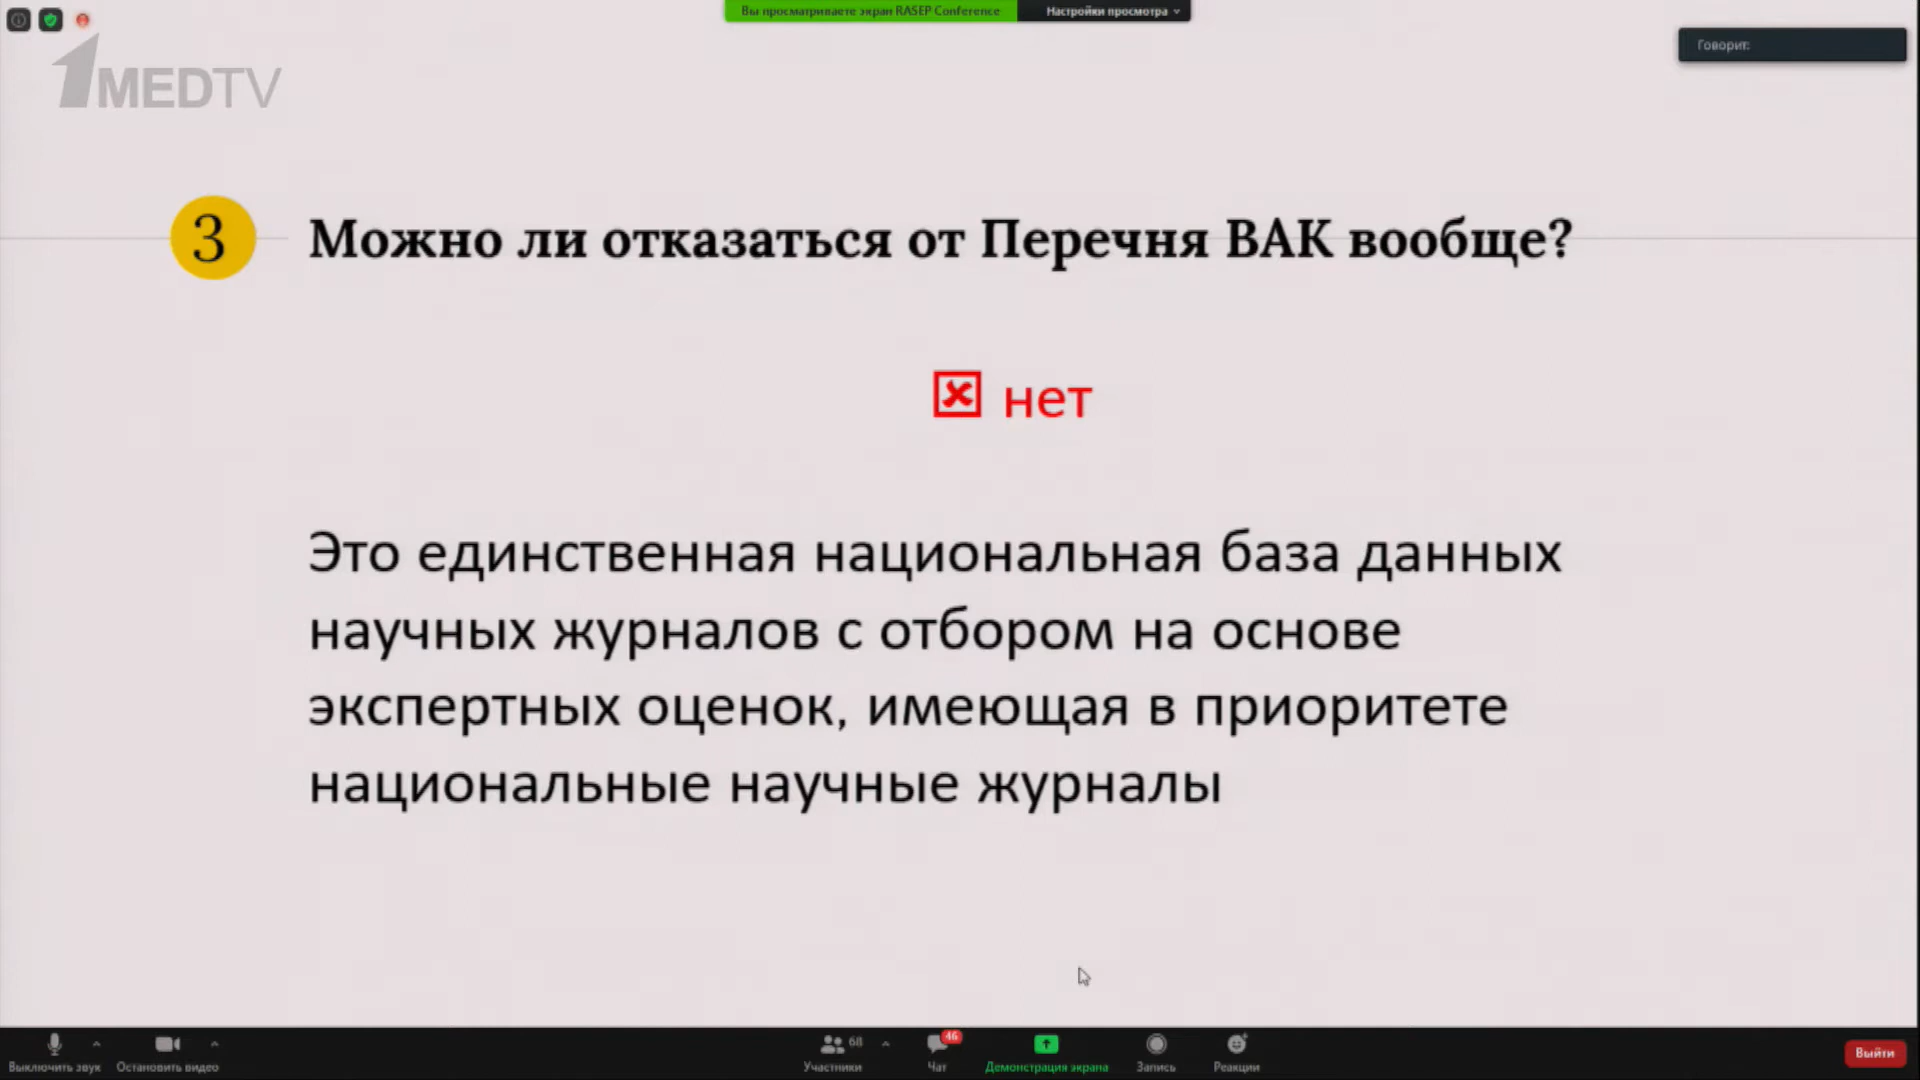 Вы просматриваете экран RASEP Conference
Настройки просмотра
Говорит:
1MEDTV
3 Можно ли отказаться от Перечня ВАК вообще?
нет
Это единственная национальная база данных
научных журналов с отбором на основе
экспертных оценок, имеющая в приоритете
национальные научные журналы
68
46
Выключить звук
Остановить видео
Участники
Чат
Демонстрация экрана
Запись
Реакции
Выйти